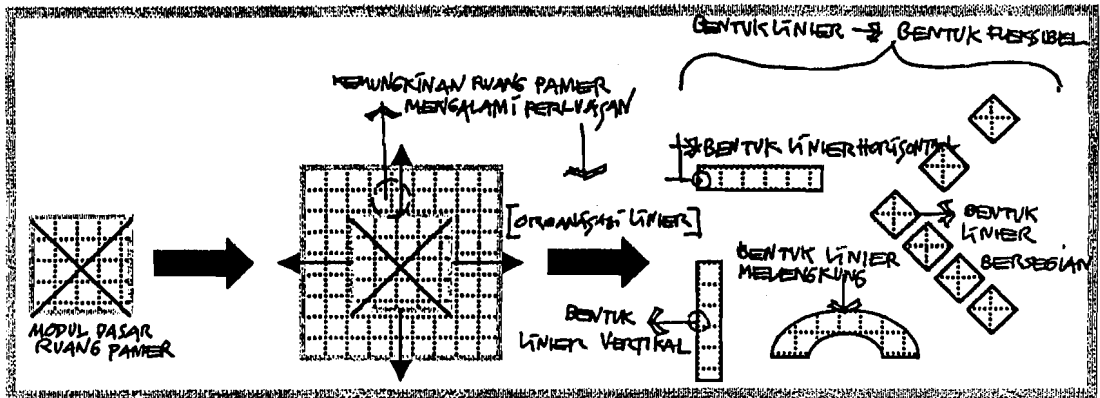 BENTUK LINIER → BENTUK FLEKSIBEL
KEMUNGKINAN RUANG PAMER
MENGALAMI PERLUASAN
BENTUK LINIER HORISONTAL
[ORGANISASI LINIER]
BENTUK
LINIER
BERSEGIAN
BENTUK LINIER
MELENGKUNG
BENTUK
LINIER VERTIKAL
MODUL DASAR
RUANG PAMER